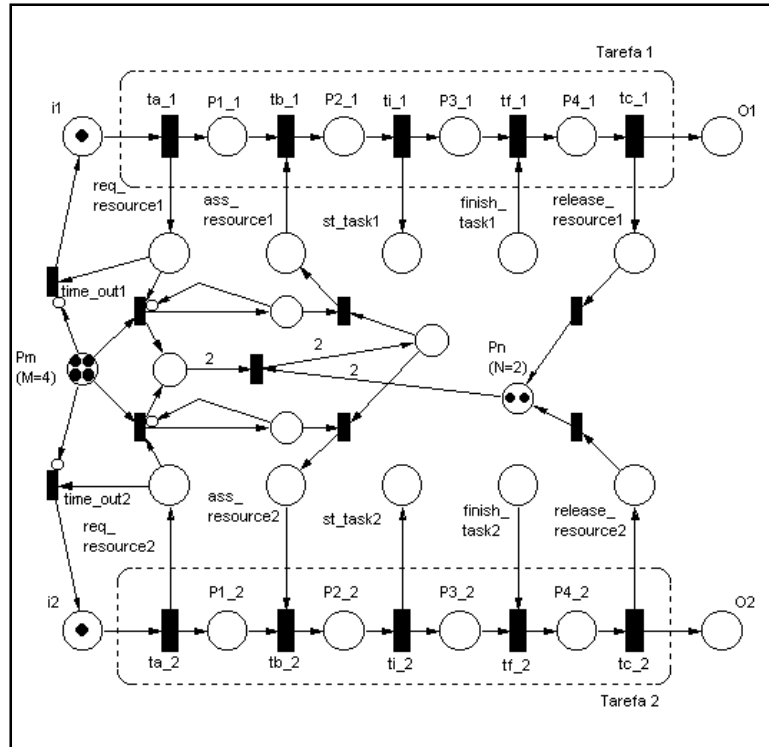 Tarefa 1
i1
ta_1
P1_1
tb_1
P2_1
ti_1
P3_1
tf_1
P4_1
tc_1
O1
req_
resource1
ass_
resource1
st_task1
finish_
task1
release_
resource1
time_out1
Pm
(M=4)
2
2
2
Pn
(N=2)
time_out2
req_
resource2
ass_
resource2
st_task2
finish_
task2
release_
resource2
i2
P1_2
P2_2
P3_2
P4_2
O2
ta_2
tb_2
ti_2
tf_2
tc_2
Tarefa 2